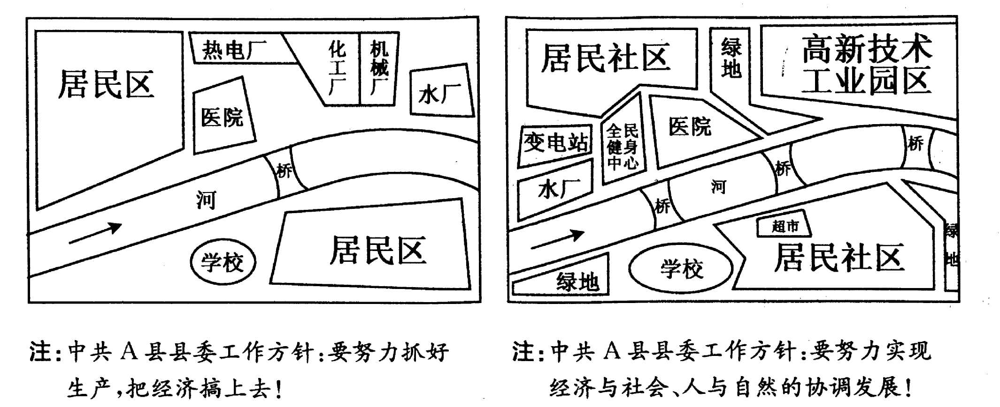 居民区
热电厂
化工厂
机械厂
水厂
医院
桥
河
学校
居民区
居民社区
绿地
高新技术
工业园区
变电站
全民
健身
中心
医院
水厂
桥
桥
桥
河
超市
居民社区
绿地
学校
绿地
注:中共A县县委工作方针:要努力抓好
生产,把经济搞上去!
注:中共A县县委工作方针:要努力实现
经济与社会、人与自然的协调发展!